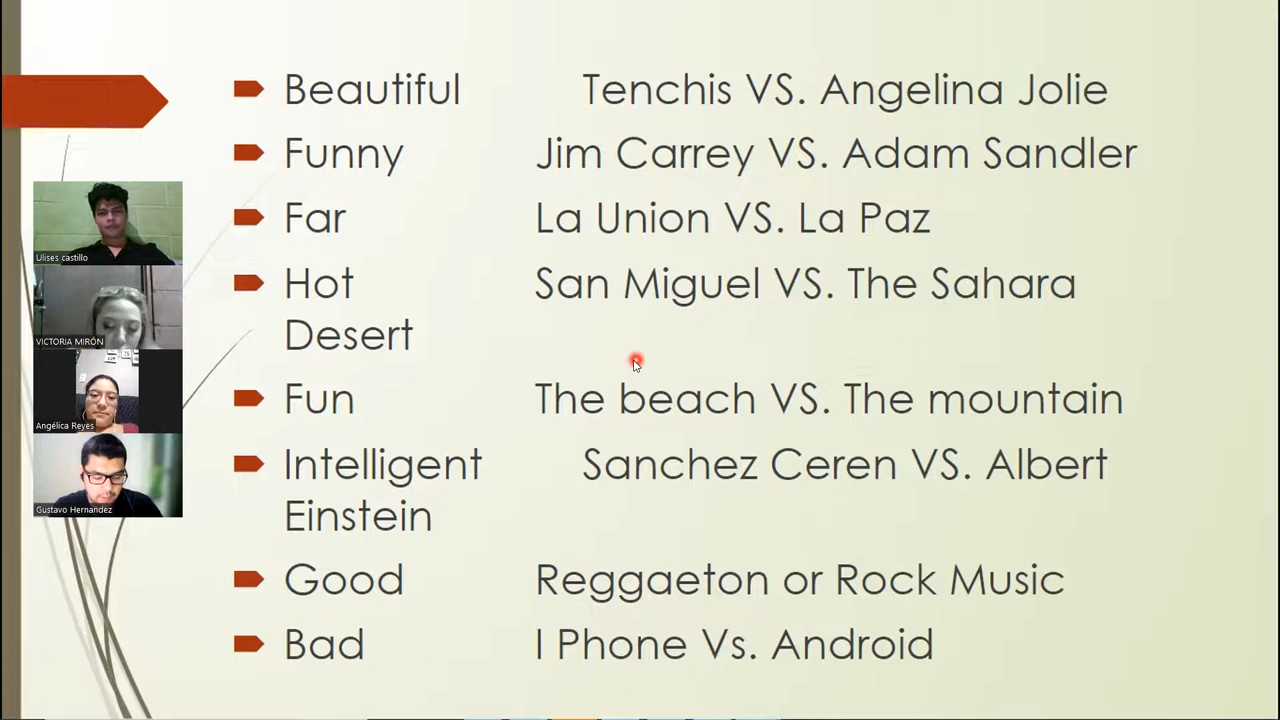 Beautiful Tenchis VS. Angelina Jolie
Funny Jim Carrey VS. Adam Sandler
Far La Union VS. La Paz
Hot San Miguel VS. The Sahara
Desert
Fun The beach VS. The mountain
Intelligent Sanchez Ceren VS. Albert
Einstein
Good Reggaeton or Rock Music
Bad I Phone Vs. Android
Ulises castillo
VICTORIA MIRÓN
Angélica Reyes
Gustavo Hernandez